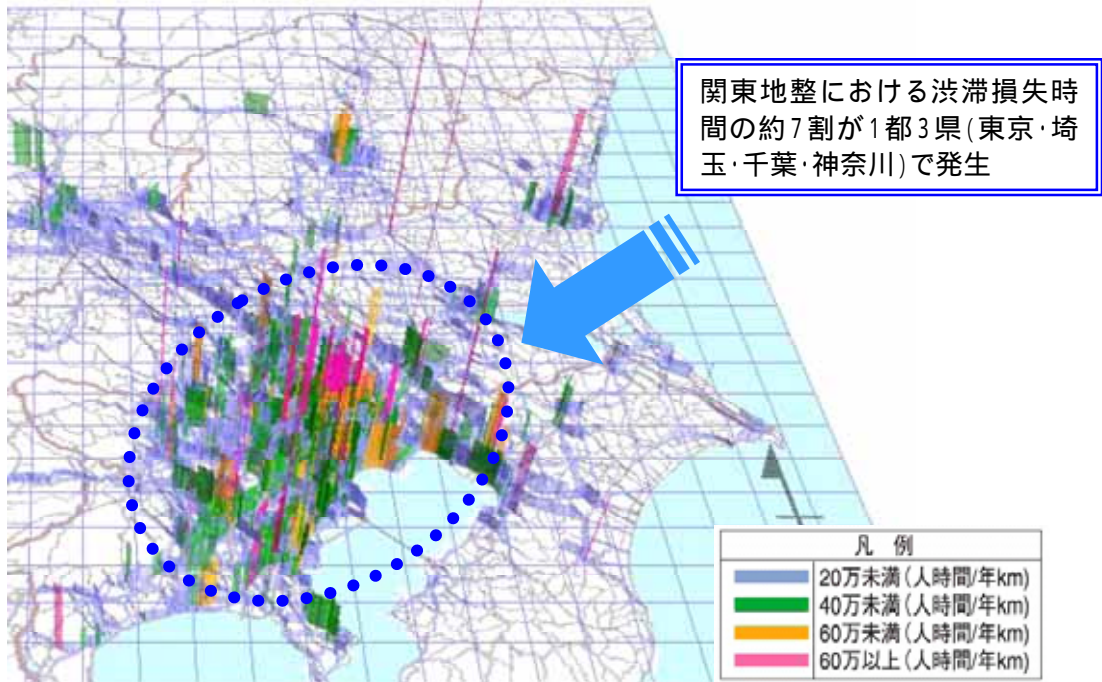 関東地整における渋滞損失時
間の約7割が1都3県(東京・埼
玉・千葉・神奈川)で発生
凡 例
20万未満(人時間/年km)
40万未満(人時間/年km)
60万未満(人時間/年km)
60万以上(人時間/年km)